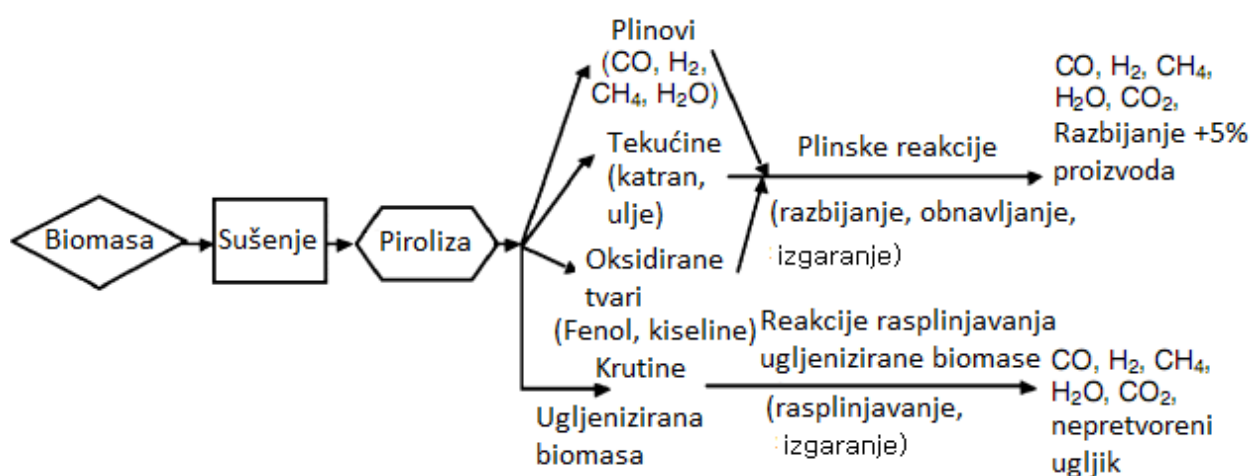 Biomasa
Sušenje
Piroliza
Plinovi
(CO, H₂,
CH₄, H₂O)
Tekućine
(katran,
ulje)
Oksidirane
tvari
(Fenol, kiseline)
Krutine
Ugljenizirana
biomasa
Plinske reakcije
(razbijanje, obnavljanje,
izgaranje)
Reakcije rasplinjavanja
ugljenizirane biomase
(rasplinjavanje,
izgaranje)
CO, H₂, CH₄,
H₂O, CO₂,
Razbijanje +5%
proizvoda
CO, H₂, CH₄,
H₂O, CO₂,
nepretvoreni
ugljik